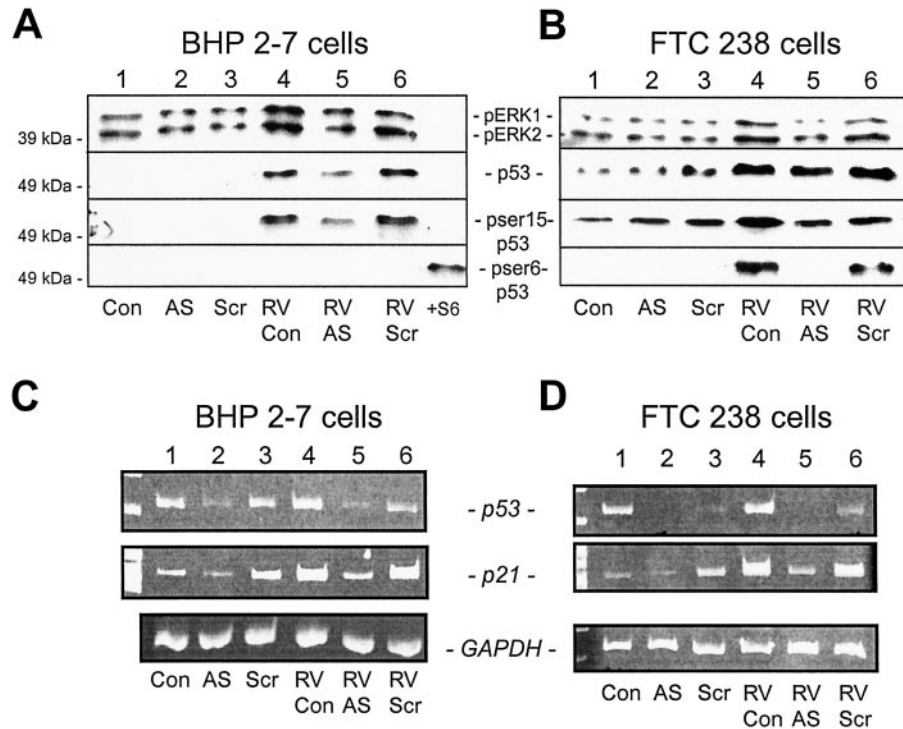 A
BHP 2-7 cells
1 2 3 4 5 6
39 kDa -
49 kDa -
49 kDa -
49 kDa -
Con AS Scr RV Con RV AS RV Scr +S6
- pERK1
- pERK2
- p53 -
- pser15-
p53
- pser6-
p53
B
FTC 238 cells
1 2 3 4 5 6
Con AS Scr RV Con RV AS RV Scr
C
BHP 2-7 cells
1 2 3 4 5 6
- p53 -
- p21 -
- GAPDH -
Con AS Scr RV Con RV AS RV Scr
D
FTC 238 cells
1 2 3 4 5 6
Con AS Scr RV Con RV AS RV Scr